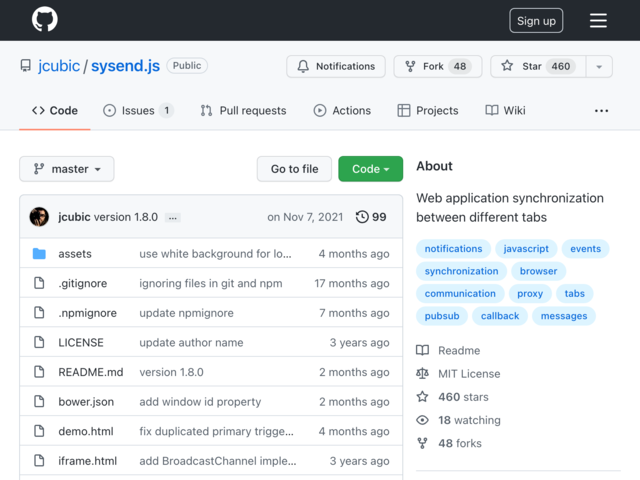 Sign up
jcubic / sysend.js Public
Notifications
Fork 48
Star 460
Code
Issues 1
Pull requests
Actions
Projects
Wiki
master
Go to file
Code
jcubic version 1.8.0 ... on Nov 7, 2021 99
assets use white background for lo... 4 months ago
.gitignore ignoring files in git and npm 17 months ago
.npmignore update npmignore 7 months ago
LICENSE update author name 3 years ago
README.md version 1.8.0 2 months ago
bower.json add window id property 2 months ago
demo.html fix duplicated primary trigge... 4 months ago
iframe.html add BroadcastChannel imple... 3 years ago
About
Web application synchronization
between different tabs
notifications javascript events
synchronization browser
communication proxy tabs
pubsub callback messages
Readme
MIT License
460 stars
18 watching
48 forks